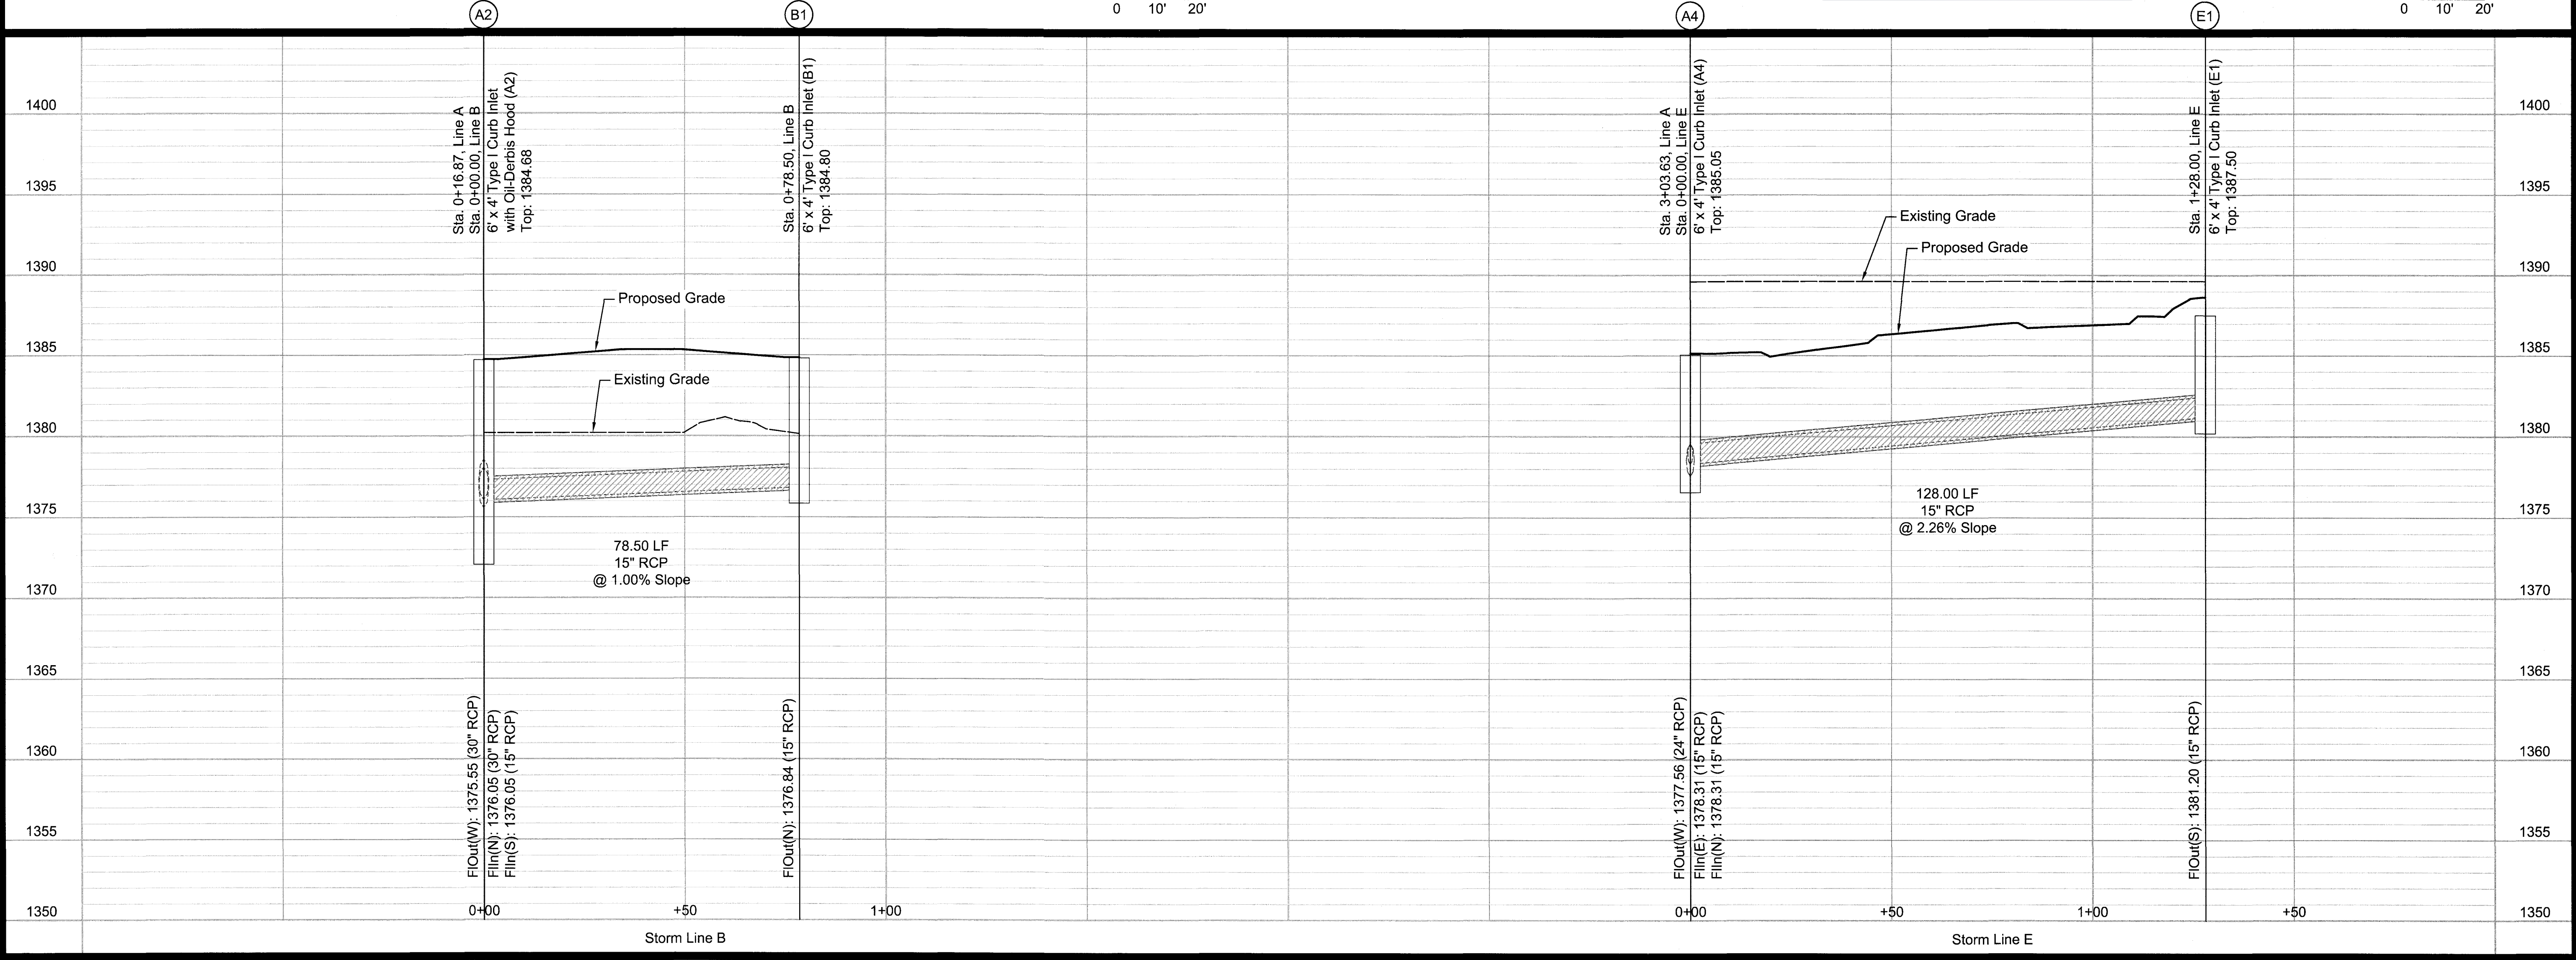 A2
B1
0 10' 20'
A4
E1
0 10' 20'
1400
1395
1390
1385
1380
1375
1370
1365
1360
1355
1350
Sta. 0+16.87, Line A
Sta. 0+00.00, Line B
6' x 4' Type I Curb Inlet
with Oil-Derbis Hood (A2)
Top: 1384.68
Sta. 0+78.50, Line B
6' x 4' Type I Curb Inlet (B1)
Top: 1384.80
Proposed Grade
Existing Grade
78.50 LF
15" RCP
@ 1.00% Slope
FlOut(W): 1375.55 (30" RCP)
FlIn(N): 1376.05 (30" RCP)
FlIn(S): 1376.05 (15" RCP)
FlOut(N): 1376.84 (15" RCP)
0+00 +50 1+00
Storm Line B
Sta. 3+03.63, Line A
Sta. 0+00.00, Line E
6' x 4' Type I Curb Inlet (A4)
Top: 1385.05
Sta. 1+28.00, Line E
6' x 4' Type I Curb Inlet (E1)
Top: 1387.50
Existing Grade
Proposed Grade
128.00 LF
15" RCP
@ 2.26% Slope
FlOut(W): 1377.56 (24" RCP)
FlIn(E): 1378.31 (15" RCP)
FlIn(N): 1378.31 (15" RCP)
FlOut(S): 1381.20 (15" RCP)
0+00 +50 1+00 +50
Storm Line E
1400
1395
1390
1385
1380
1375
1370
1365
1360
1355
1350